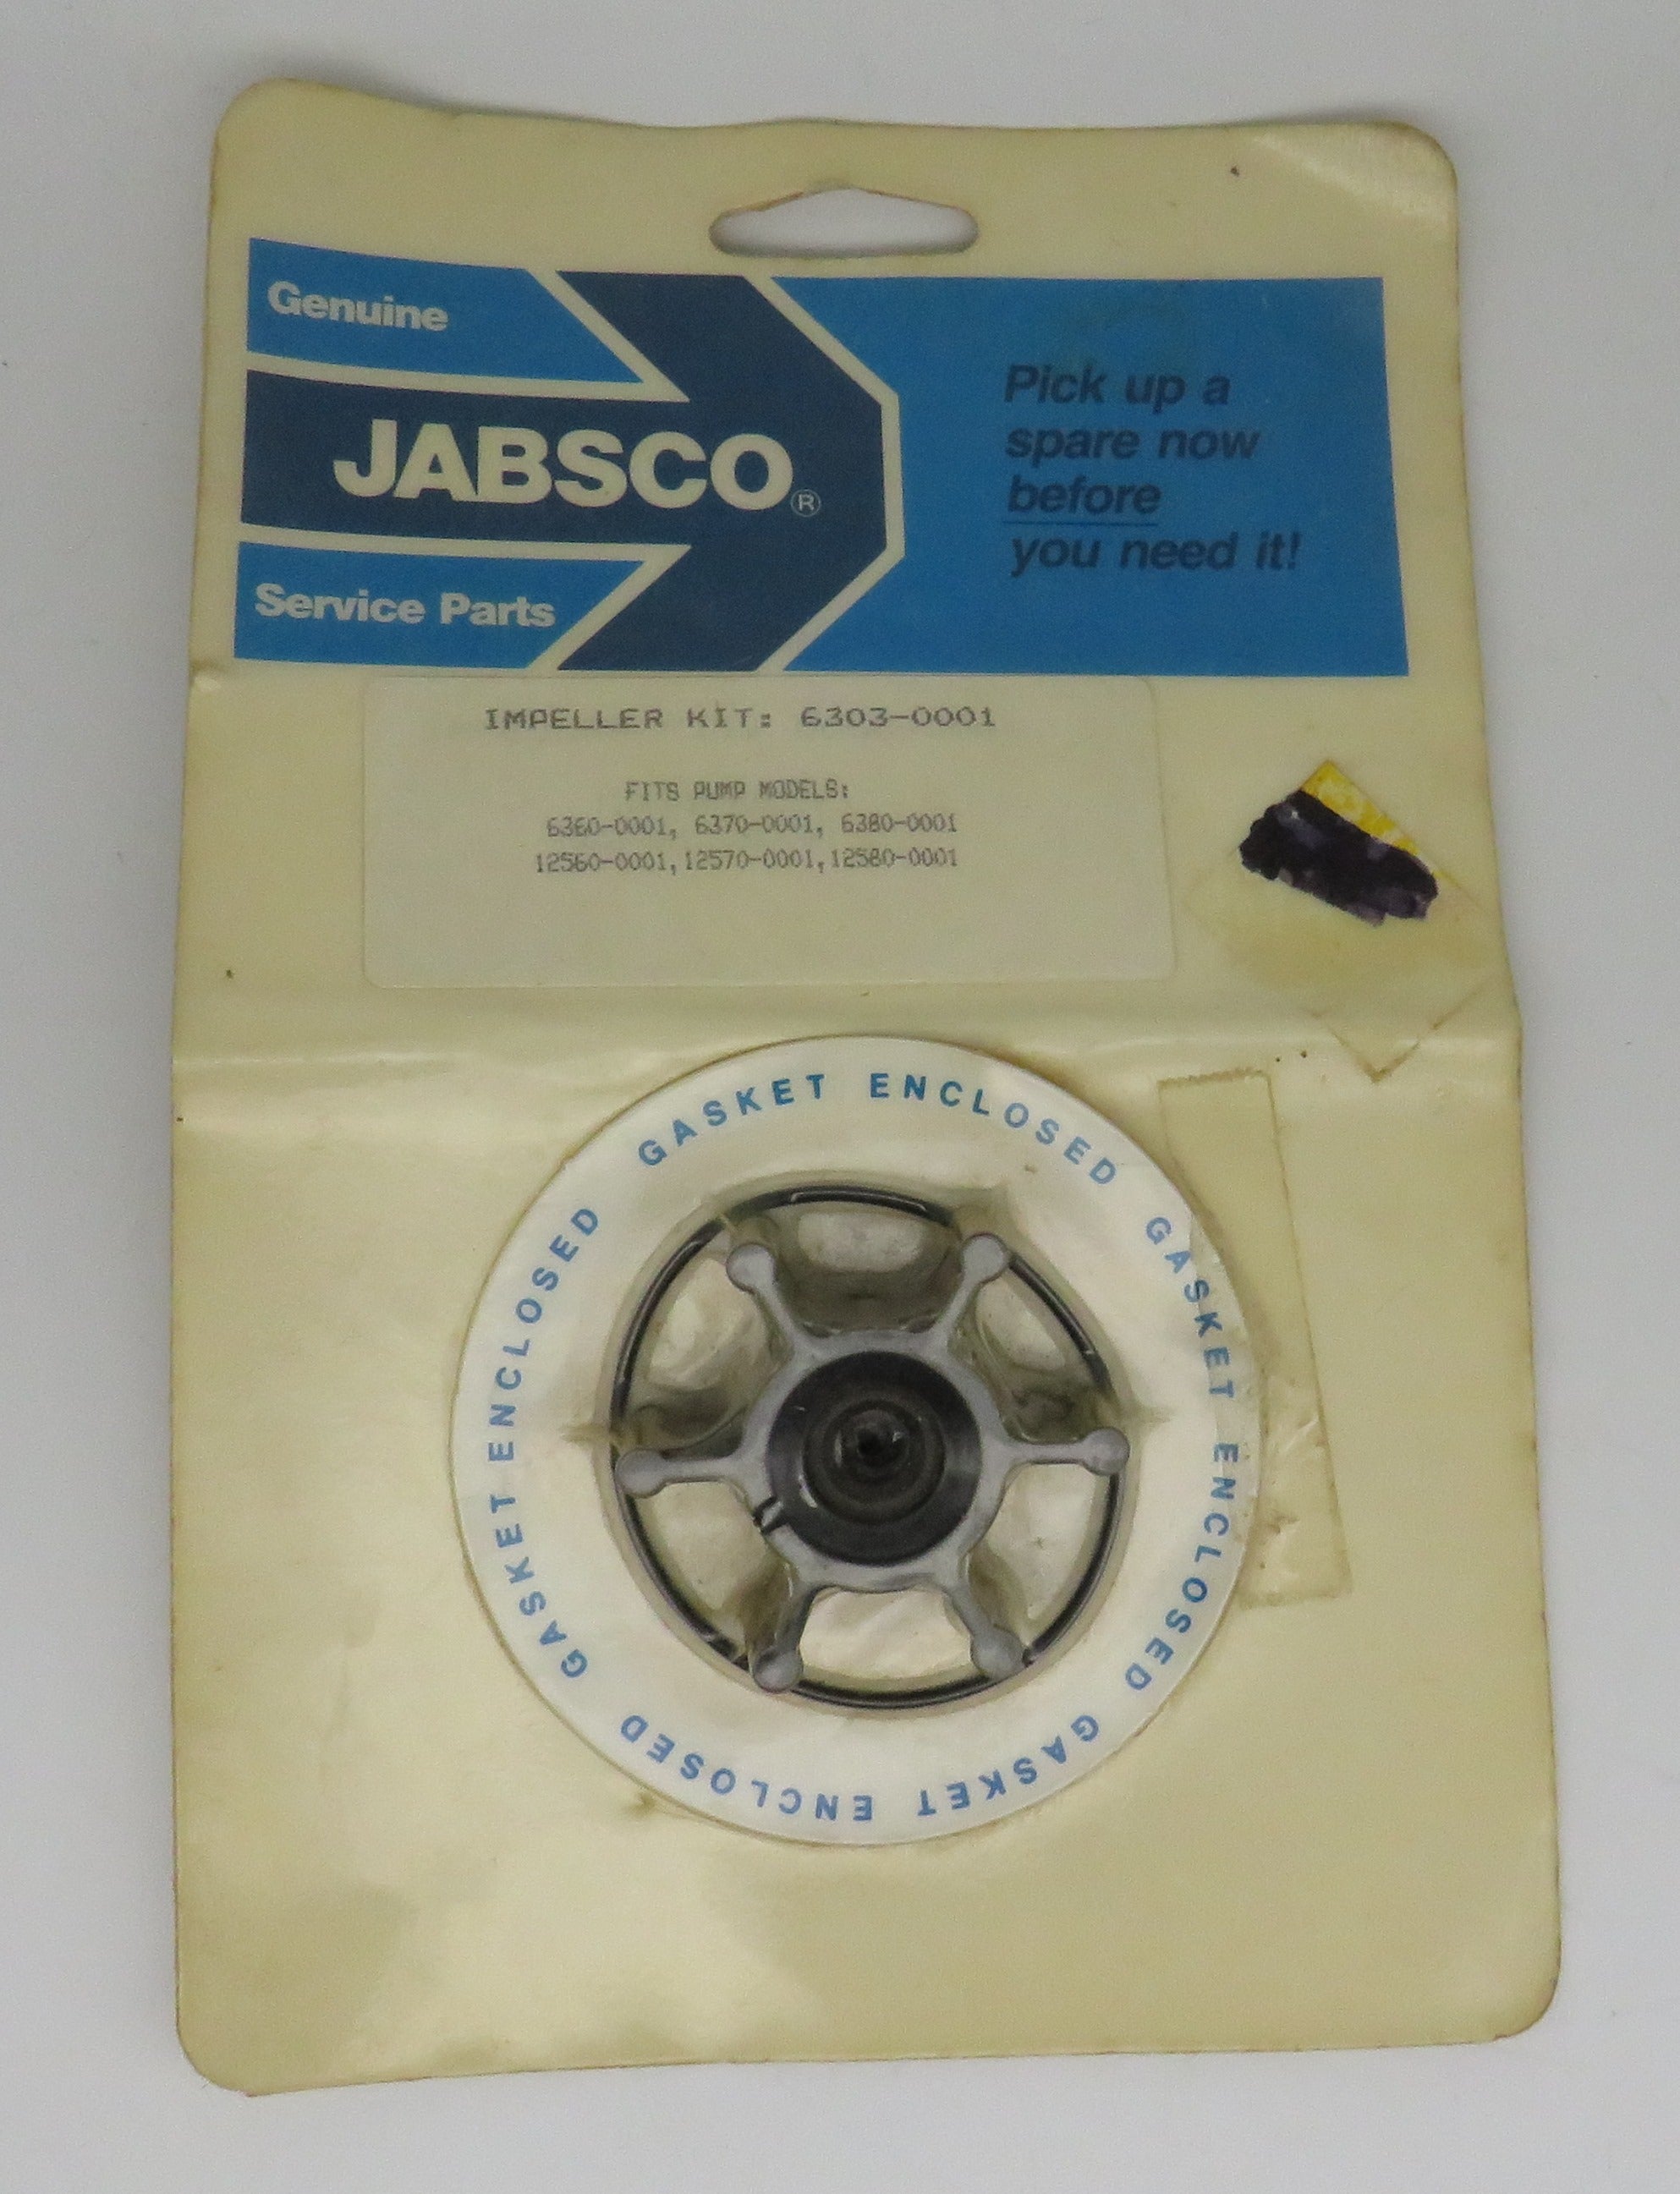 Genuine
JABSCO®
Service Parts
Pick up a
spare now
before
you need it!
IMPELLER KIT: 6303-0001
FITS PUMP MODELS:
6360-0001, 6370-0001, 6380-0001
12560-0001,12570-0001,12580-0001
GASKET ENCLOSED
GASKET ENCLOSED
GASKET ENCLOSED
GASKET ENCLOSED